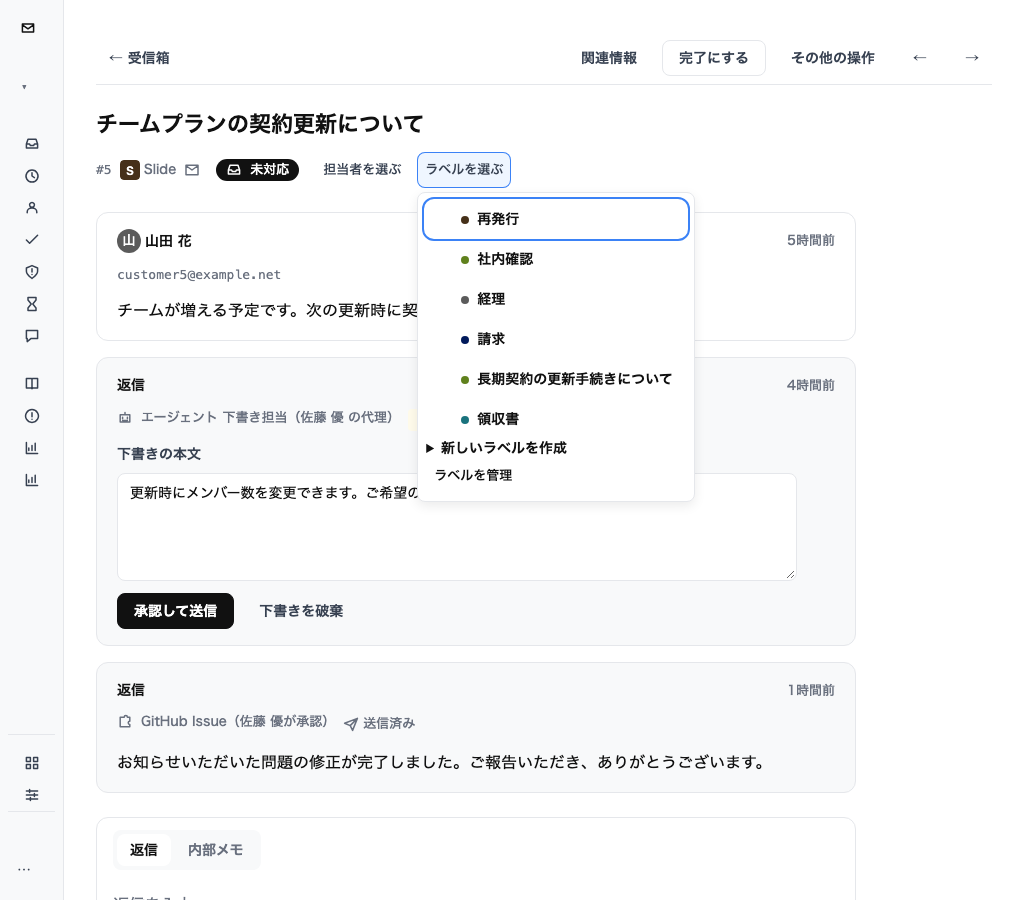 ← 受信箱
関連情報
完了にする
その他の操作
←
→
チームプランの契約更新について
#5
S Slide
未対応
担当者を選ぶ
ラベルを選ぶ
再発行
社内確認
経理
請求
長期契約の更新手続きについて
領収書
▶ 新しいラベルを作成
ラベルを管理
山 山田 花
5時間前
customer5@example.net
チームが増える予定です。次の更新時に契
返信
4時間前
エージェント 下書き担当（佐藤 優 の代理）
下書きの本文
更新時にメンバー数を変更できます。ご希望の
承認して送信
下書きを破棄
返信
1時間前
GitHub Issue（佐藤 優が承認）
送信済み
お知らせいただいた問題の修正が完了しました。ご報告いただき、ありがとうございます。
返信
内部メモ